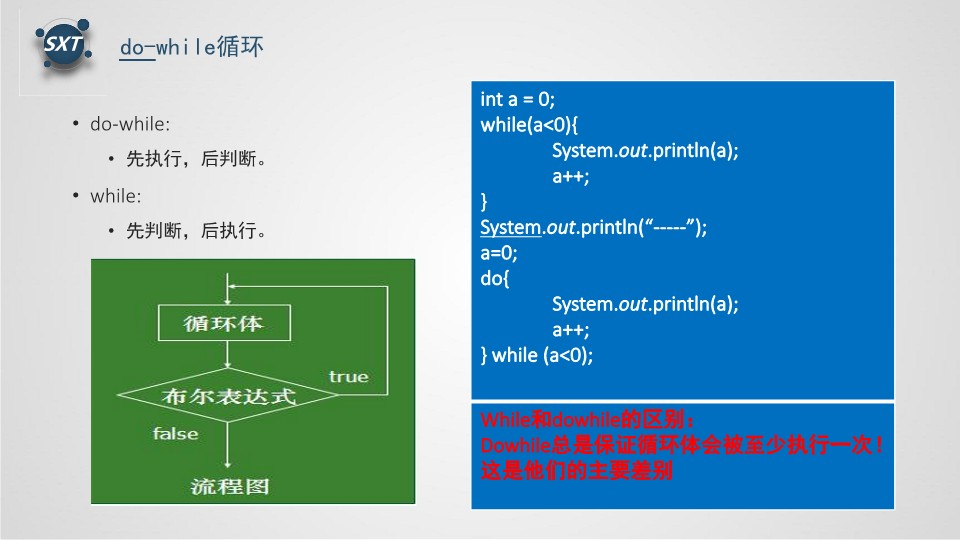 SXT
do-while循环
• do-while:
• 先执行，后判断。
• while:
• 先判断，后执行。
循环体
true
布尔表达式
false
流程图
int a = 0;
while(a<0){
System.out.println(a);
a++;
}
System.out.println(“-----”);
a=0;
do{
System.out.println(a);
a++;
} while (a<0);
While和dowhile的区别：
Dowhile总是保证循环体会被至少执行一次！
这是他们的主要差别